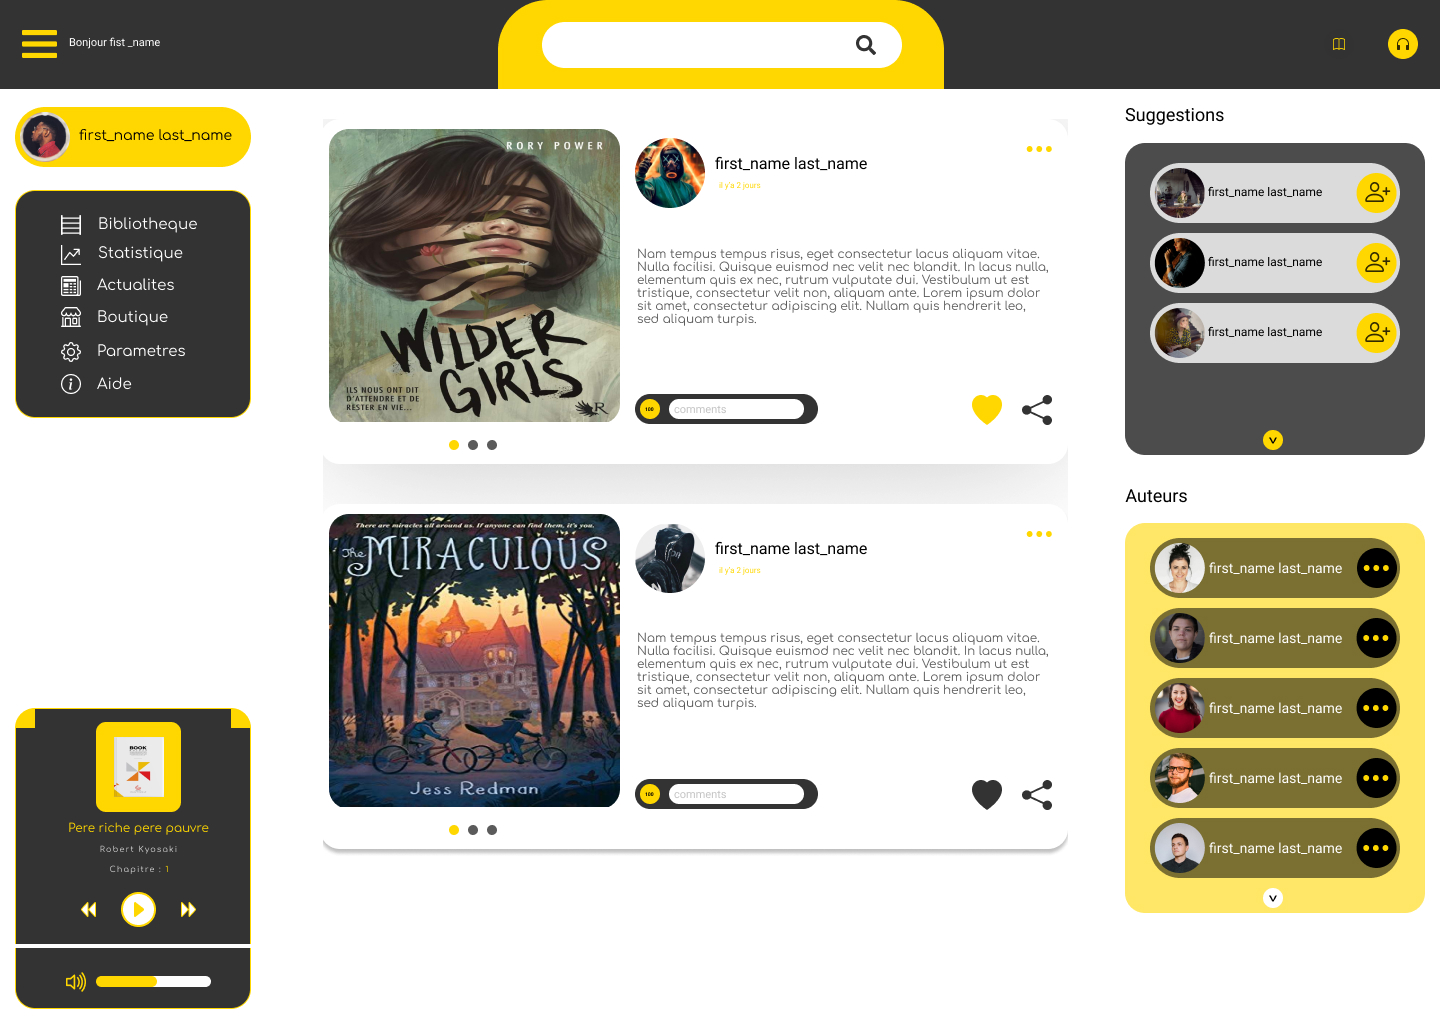 Bonjour fist _name
first_name last_name
Bibliotheque
Statistique
Actualites
Boutique
Parametres
Aide
BOOK
Pere riche pere pauvre
Robert Kyosaki
Chapitre : 1
RORY POWER
WILDER
GIRLS
ILS NOUS ONT DIT
D'ATTENDRE ET DE
RESTER EN VIE...
R
first_name last_name
il y'a 2 jours
Nam tempus tempus risus, eget consectetur lacus aliquam vitae.
Nulla facilisi. Quisque euismod nec velit nec blandit. In lacus nulla,
elementum quis ex nec, rutrum vulputate dui. Vestibulum ut est
tristique, consectetur velit non, aliquam ante. Lorem ipsum dolor
sit amet, consectetur adipiscing elit. Nullam quis hendrerit leo,
sed aliquam turpis.
100
comments
There are miracles all around us. If anyone can find them, it's you.
The MIRACULOUS
Jess Redman
first_name last_name
il y'a 2 jours
Nam tempus tempus risus, eget consectetur lacus aliquam vitae.
Nulla facilisi. Quisque euismod nec velit nec blandit. In lacus nulla,
elementum quis ex nec, rutrum vulputate dui. Vestibulum ut est
tristique, consectetur velit non, aliquam ante. Lorem ipsum dolor
sit amet, consectetur adipiscing elit. Nullam quis hendrerit leo,
sed aliquam turpis.
100
comments
Suggestions
first_name last_name
first_name last_name
first_name last_name
v
Auteurs
first_name last_name
first_name last_name
first_name last_name
first_name last_name
first_name last_name
v